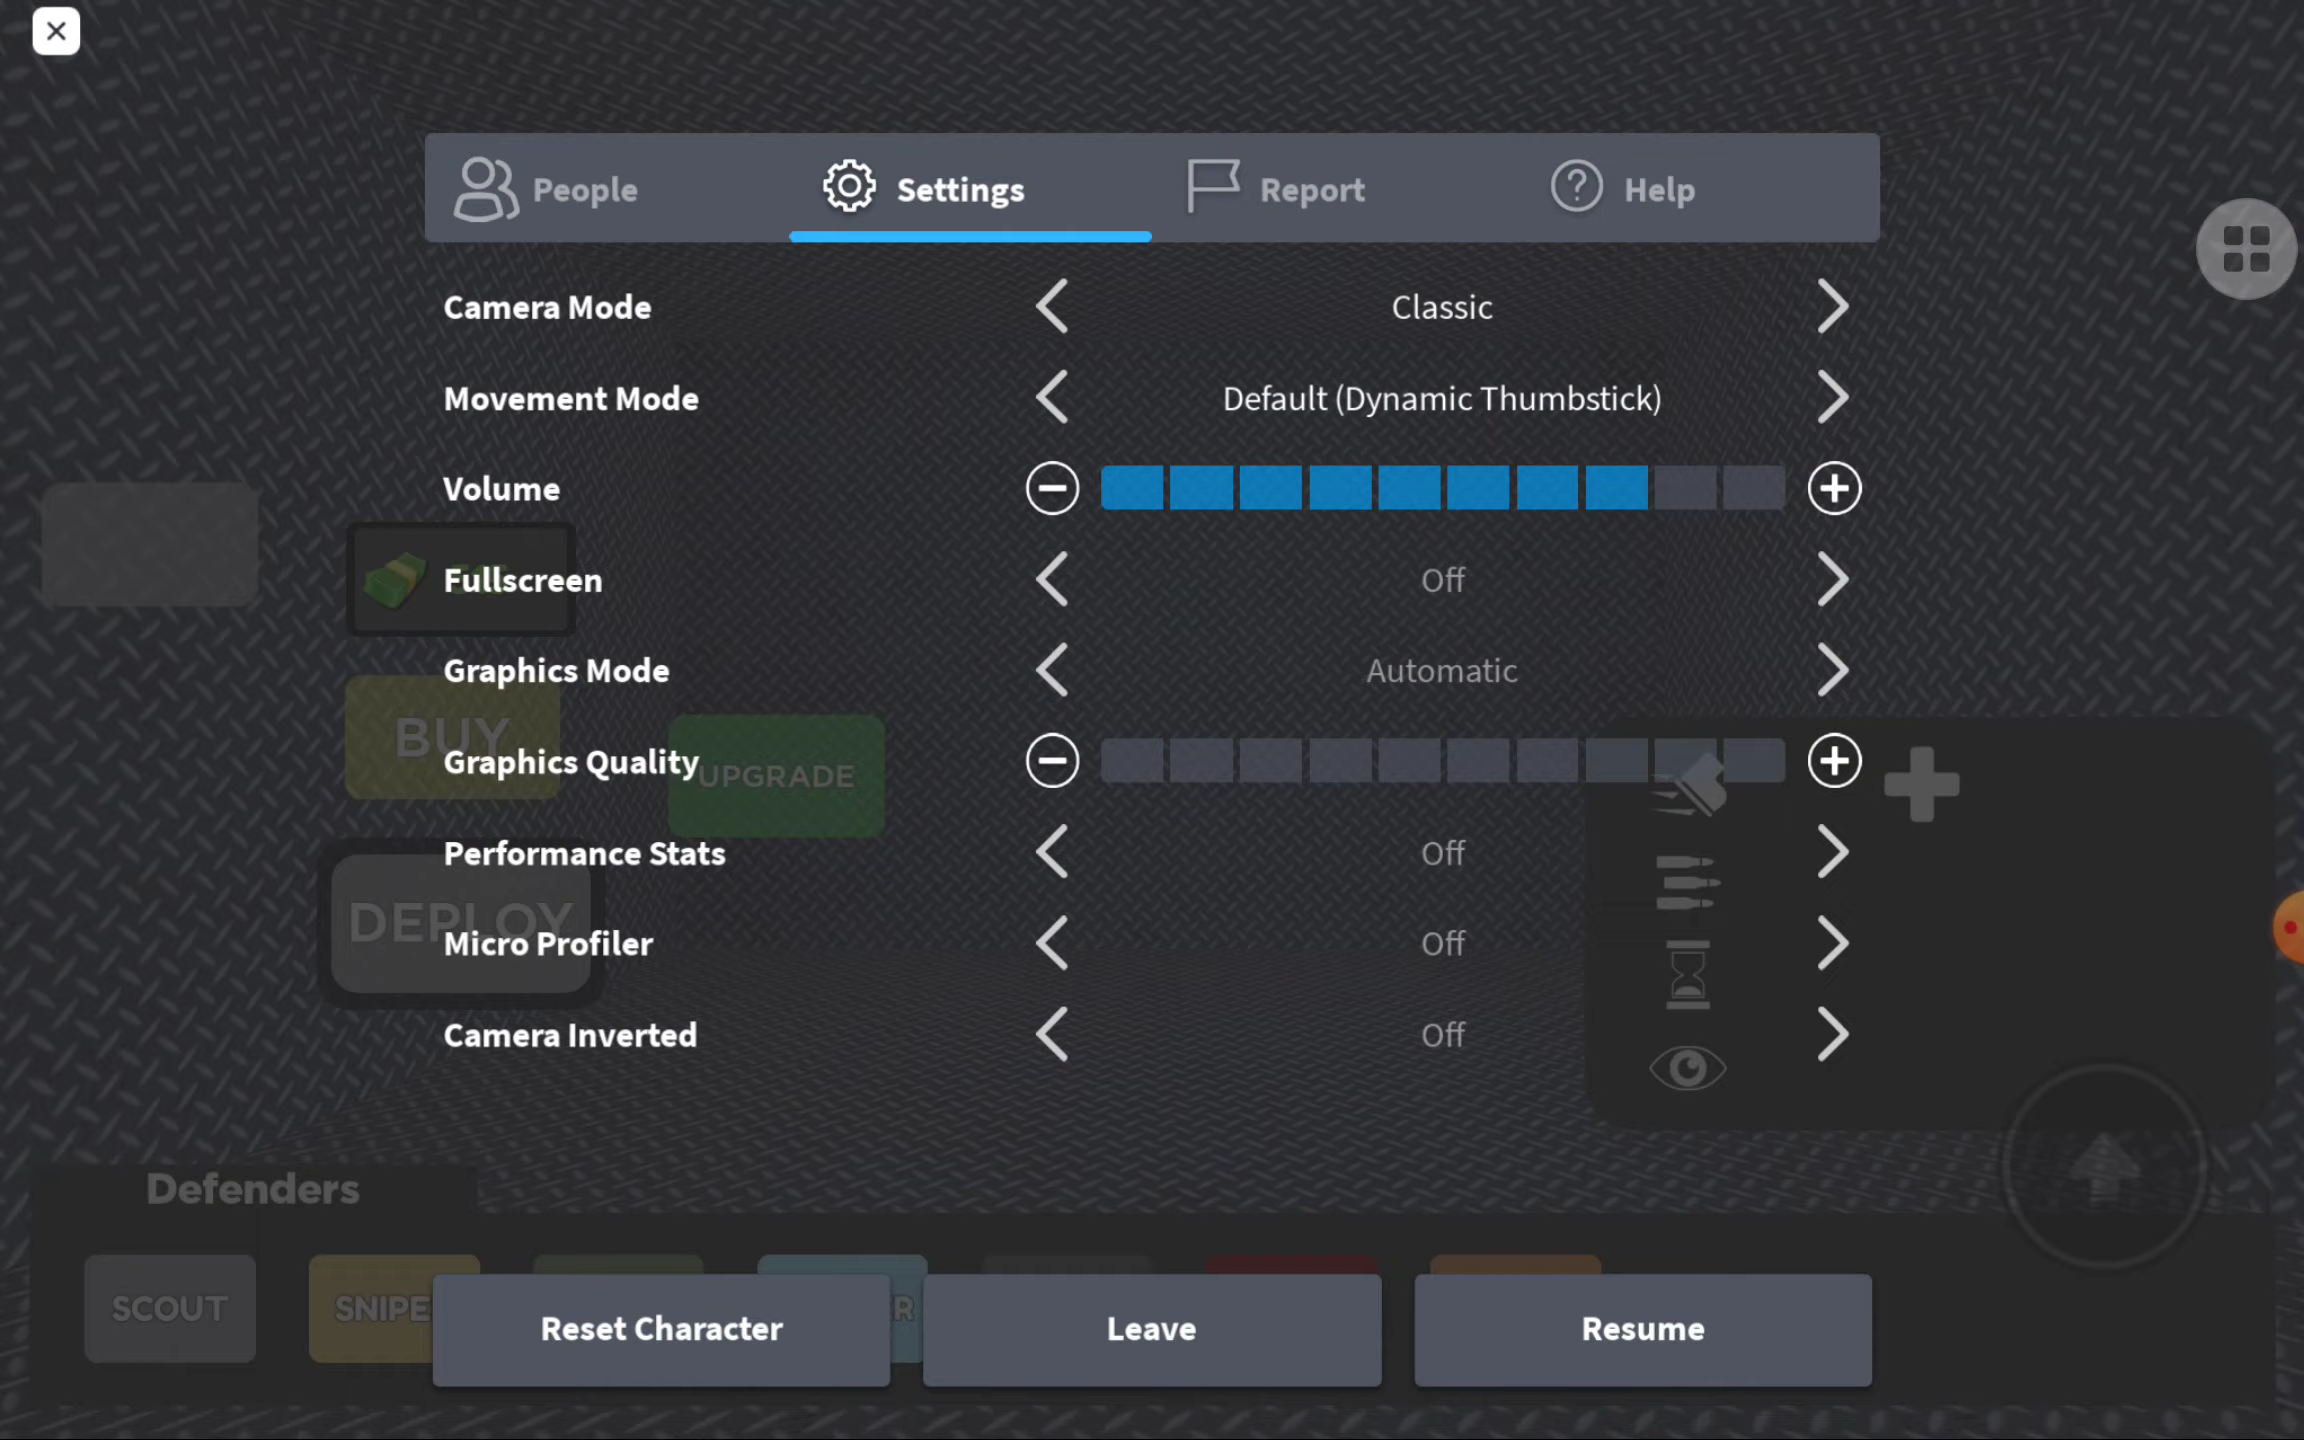 People Settings Report Help
Camera Mode Classic
Movement Mode Default (Dynamic Thumbstick)
Volume
Fullscreen Off
Graphics Mode Automatic
BUY
Graphics Quality
UPGRADE
Performance Stats Off
DEPLOY
Micro Profiler Off
Camera Inverted Off
Defenders
SCOUT
Reset Character Leave Resume